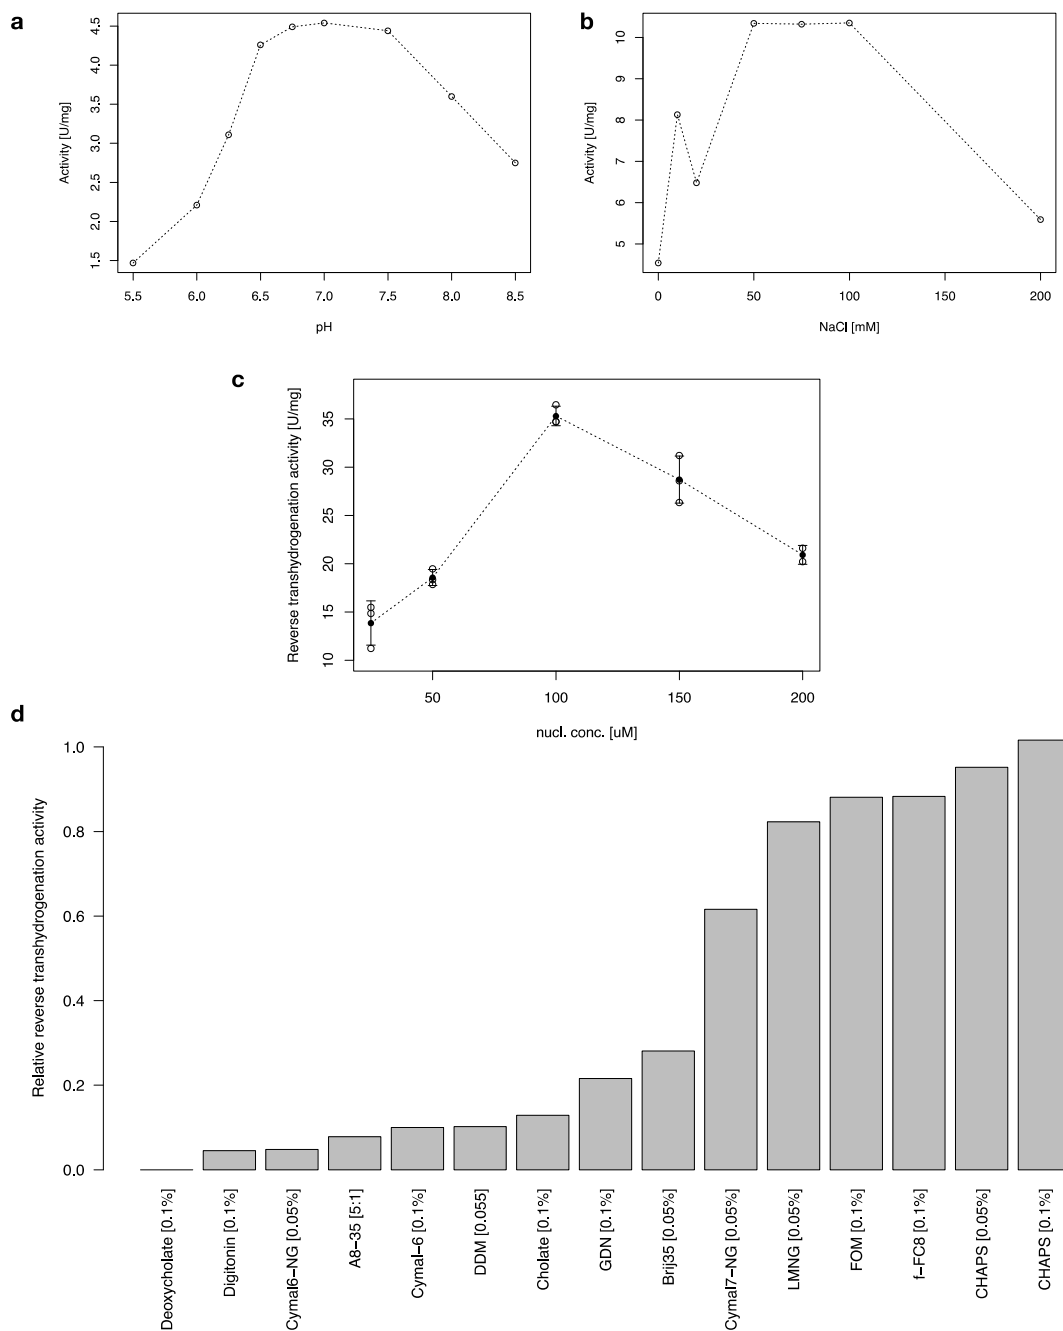 a
Activity [U/mg]
4.5
4.0
3.5
3.0
2.5
2.0
1.5
5.5 6.0 6.5 7.0 7.5 8.0 8.5
pH
b
Activity [U/mg]
10
9
8
7
6
5
0 50 100 150 200
NaCl [mM]
c
Reverse transhydrogenation activity [U/mg]
35
30
25
20
15
10
50 100 150 200
nucl. conc. [uM]
d
Relative reverse transhydrogenation activity
1.0
0.8
0.6
0.4
0.2
0.0
Deoxycholate [0.1%]
Digitonin [0.1%]
Cymal6−NG [0.05%]
A8−35 [5:1]
Cymal−6 [0.1%]
DDM [0.055]
Cholate [0.1%]
GDN [0.1%]
Brij35 [0.05%]
Cymal7−NG [0.05%]
LMNG [0.05%]
FOM [0.1%]
f−FC8 [0.1%]
CHAPS [0.05%]
CHAPS [0.1%]